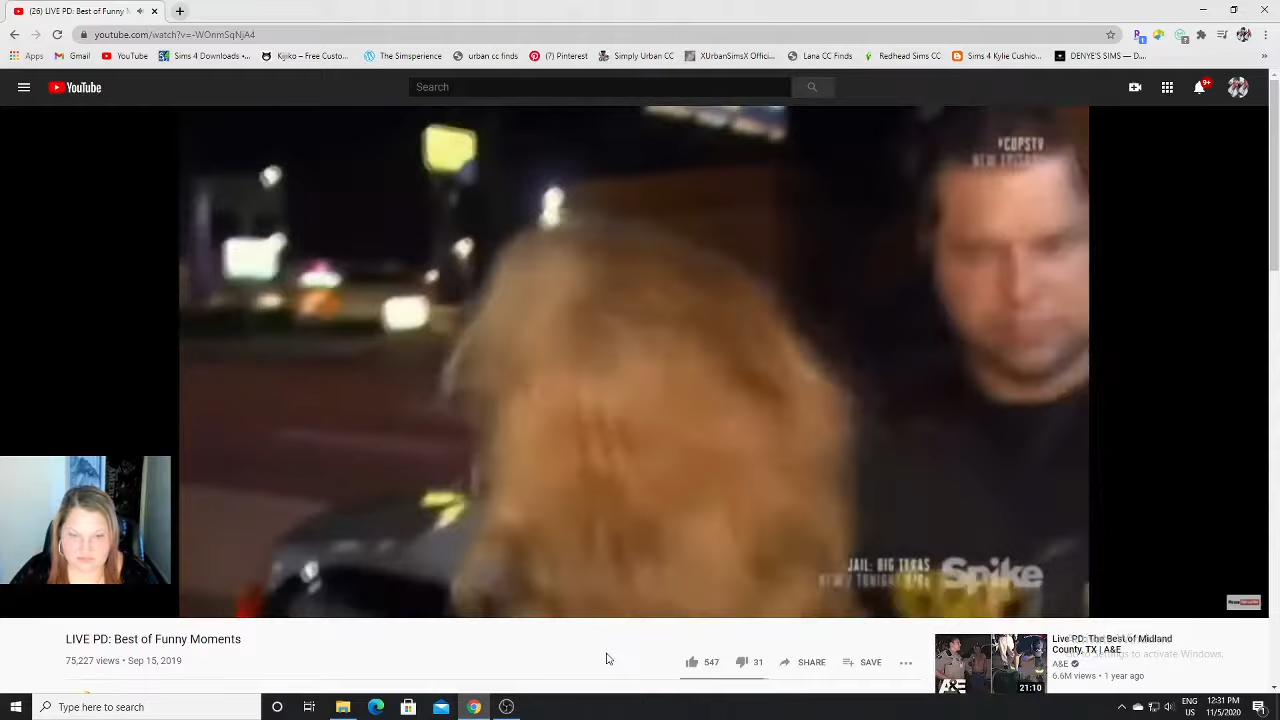 (26) LIVE PD: Best of Funny M
youtube.com/watch?v=-WOnmSqNjA4
Apps
Gmail
YouTube
Sims 4 Downloads -...
Kijiko – Free Custo...
The Simsperience
urban cc finds
(7) Pinterest
Simply Urban CC
XUrbanSimsX Offici...
Lana CC Finds
Redhead Sims CC
Sims 4 Kylie Cushio...
DENYE'S SIMS — D...
YouTube
Search
9+
#COPSTV
NEW EPISODE
JAIL: BIG TEXAS
NEW / TONIGHT
Spike
LIVE PD: Best of Funny Moments
75,227 views • Sep 15, 2019
547
31
SHARE
SAVE
Live PD: The Best of Midland
County, TX | A&E
Go to Settings to activate Windows.
A&E
6.6M views • 1 year ago
A&E
21:10
Type here to search
ENG
US
12:31 PM
11/5/2020